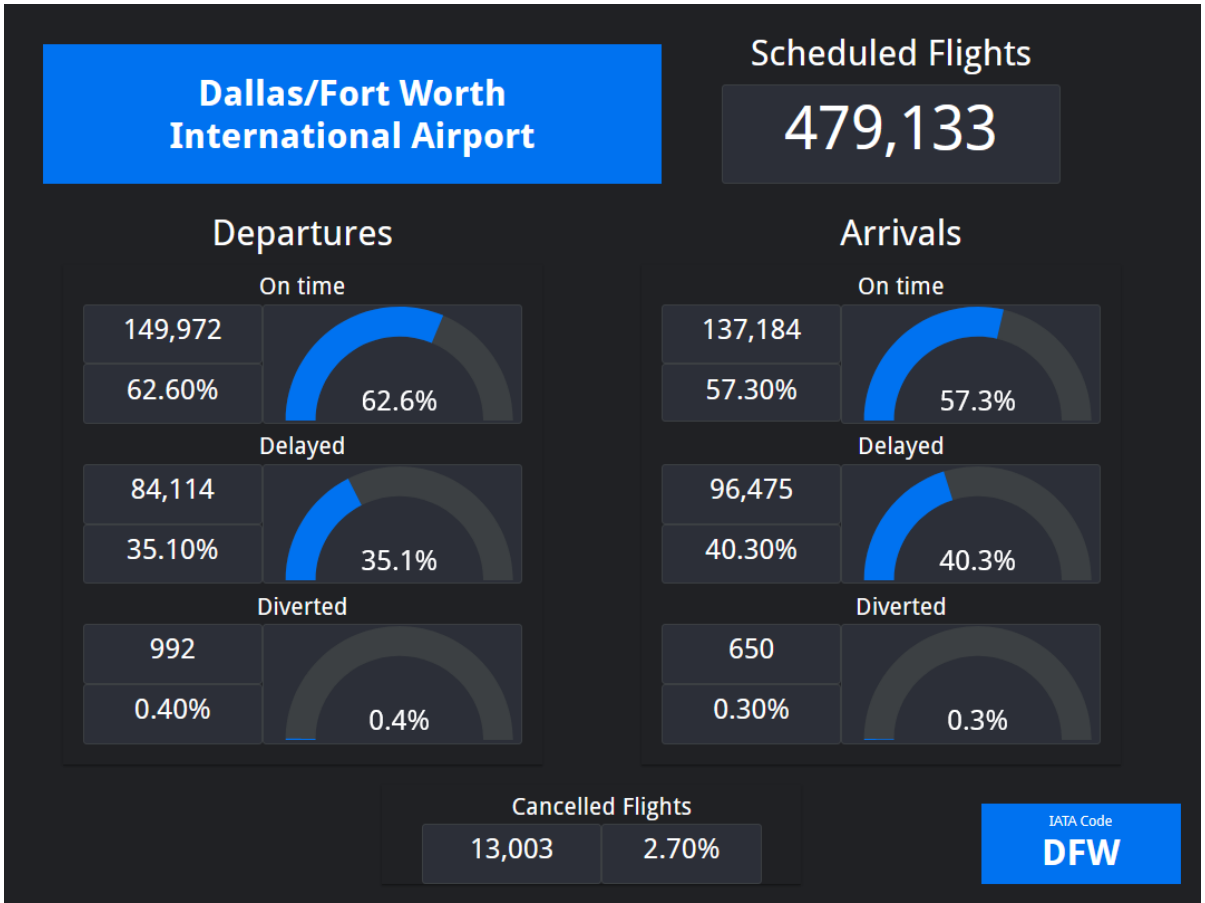 Dallas/Fort Worth
International Airport
Scheduled Flights
479,133
Departures
On time
149,972
62.60%
62.6%
Delayed
84,114
35.10%
35.1%
Diverted
992
0.40%
0.4%
Arrivals
On time
137,184
57.30%
57.3%
Delayed
96,475
40.30%
40.3%
Diverted
650
0.30%
0.3%
Cancelled Flights
13,003
2.70%
IATA Code
DFW